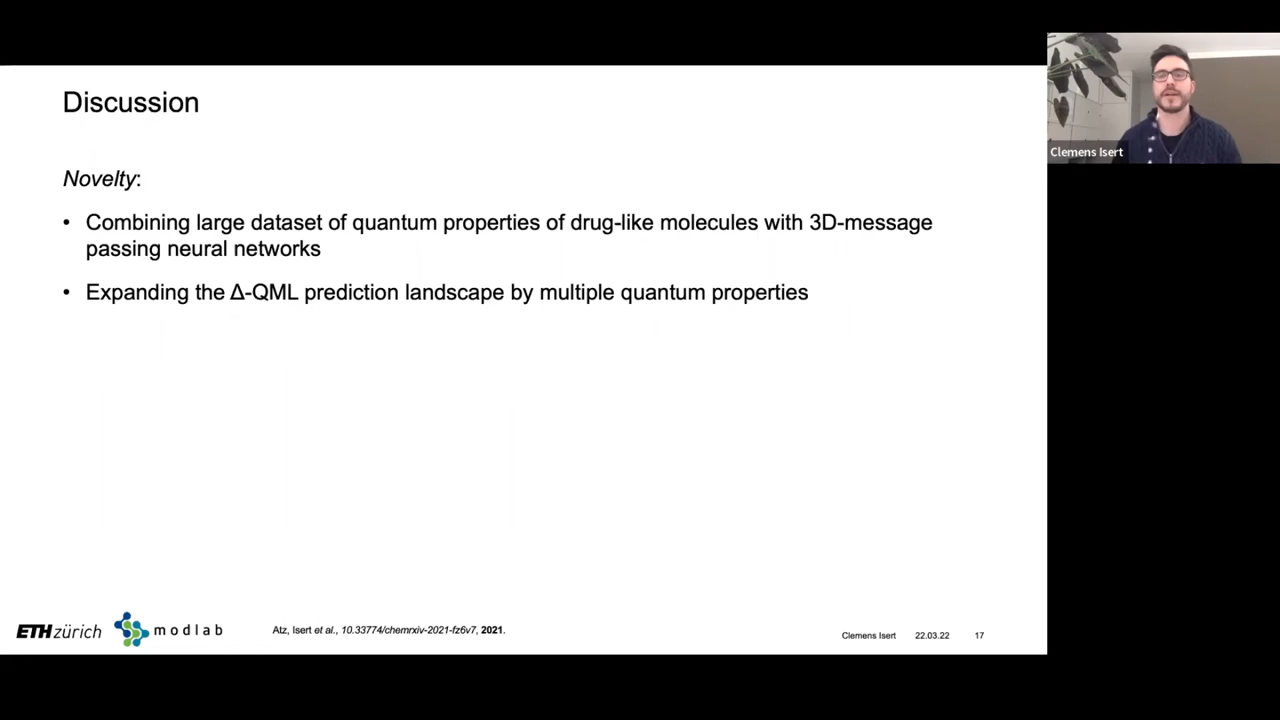 Discussion
Novelty:
• Combining large dataset of quantum properties of drug-like molecules with 3D-message
passing neural networks
• Expanding the Δ-QML prediction landscape by multiple quantum properties
ETH zürich
modlab
Atz, Isert et al., 10.33774/chemrxiv-2021-fz6v7, 2021.
Clemens Isert 22.03.22 17
Clemens Isert